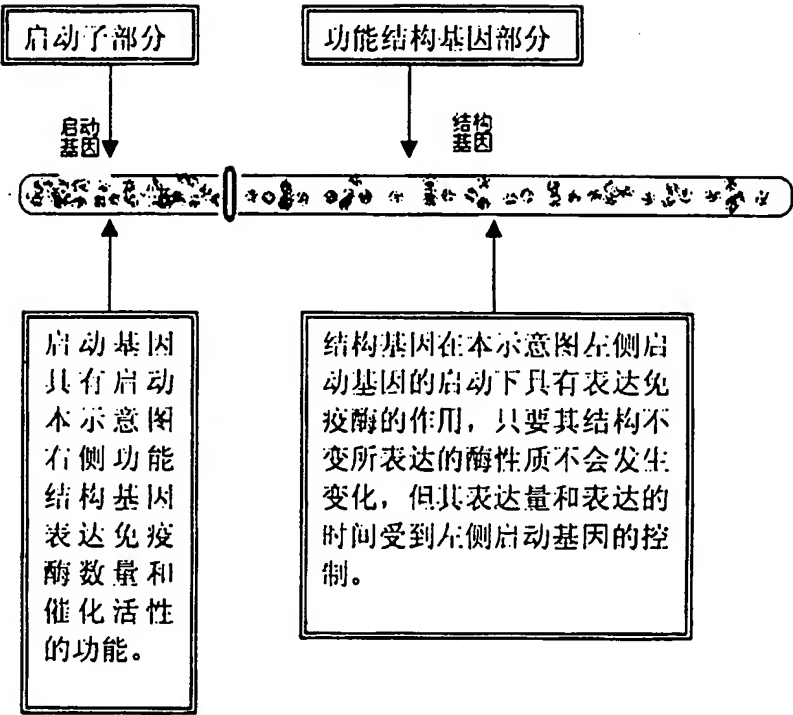 启动子部分
功能结构基因部分
启动
基因
结构
基因
启动基因
具有启动
本示意图
右侧功能
结构基因
表达免疫
酶数量和
催化活性
的功能。
结构基因在本示意图左侧启
动基因的启动下具有表达免
疫酶的作用，只要其结构不
变所表达的酶性质不会发生
变化，但其表达量和表达的
时间受到左侧启动基因的控
制。